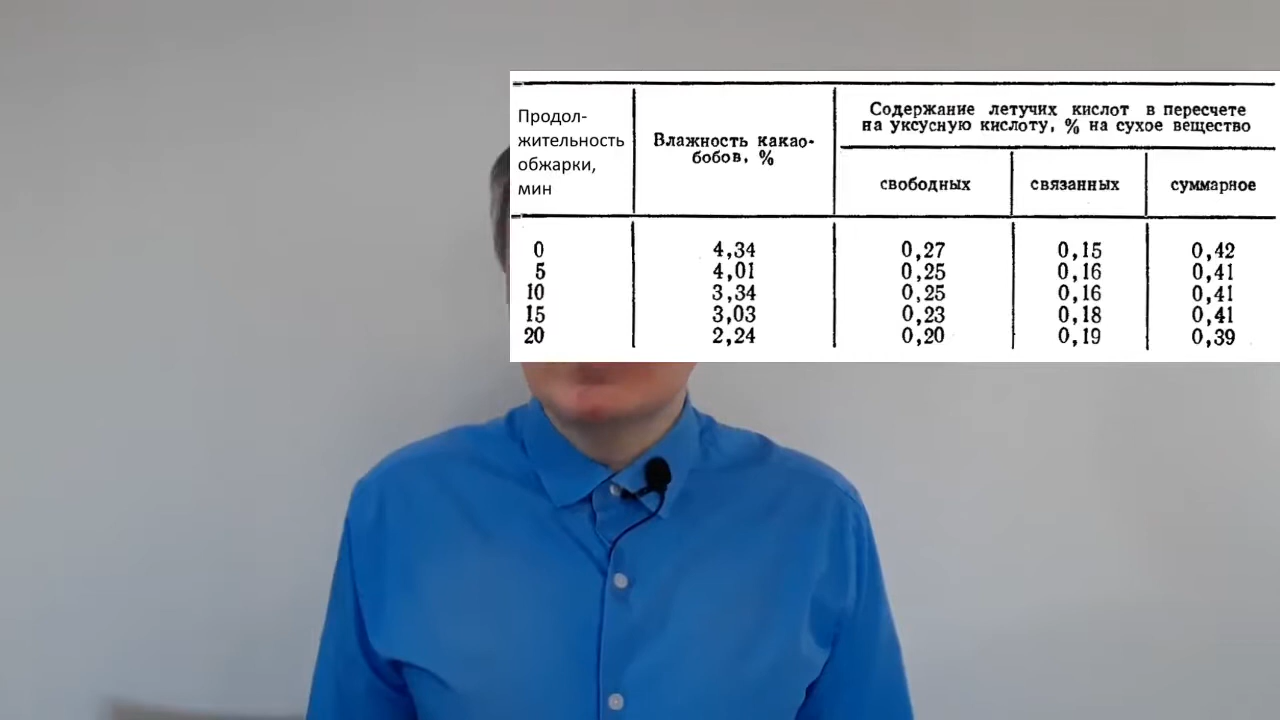 Продол-
жительность
обжарки,
мин
Влажность какао-
бобов, %
Содержание летучих кислот в пересчете
на уксусную кислоту, % на сухое вещество
свободных связанных суммарное
0 4,34 0,27 0,15 0,42
5 4,01 0,25 0,16 0,41
10 3,34 0,25 0,16 0,41
15 3,03 0,23 0,18 0,41
20 2,24 0,20 0,19 0,39